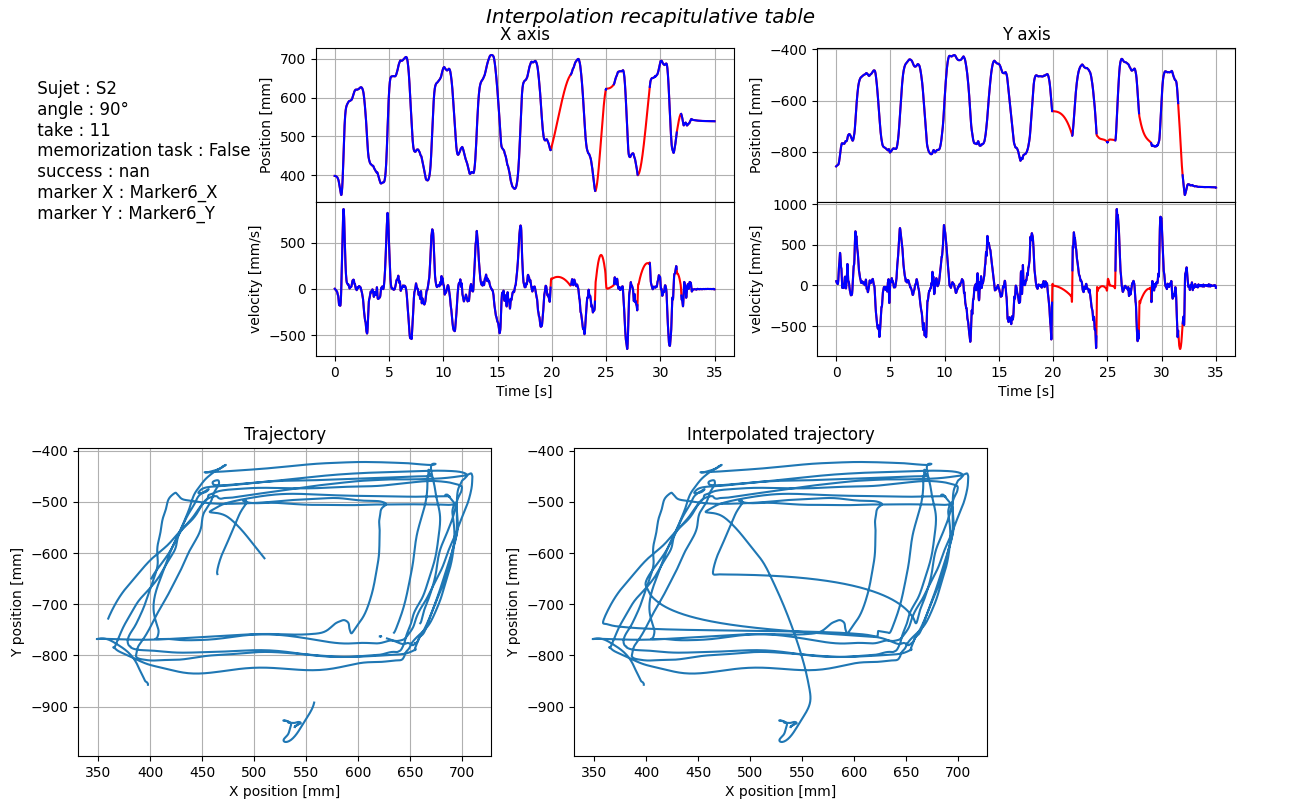 Interpolation recapitulative table
Sujet : S2
angle : 90°
take : 11
memorization task : False
success : nan
marker X : Marker6_X
marker Y : Marker6_Y
X axis
Position [mm]
700
600
500
400
velocity [mm/s]
500
0
−500
0 5 10 15 20 25 30 35
Time [s]
Y axis
Position [mm]
−400
−600
−800
velocity [mm/s]
1000
500
0
−500
0 5 10 15 20 25 30 35
Time [s]
Trajectory
Y position [mm]
−400
−500
−600
−700
−800
−900
350 400 450 500 550 600 650 700
X position [mm]
Interpolated trajectory
Y position [mm]
−400
−500
−600
−700
−800
−900
350 400 450 500 550 600 650 700
X position [mm]